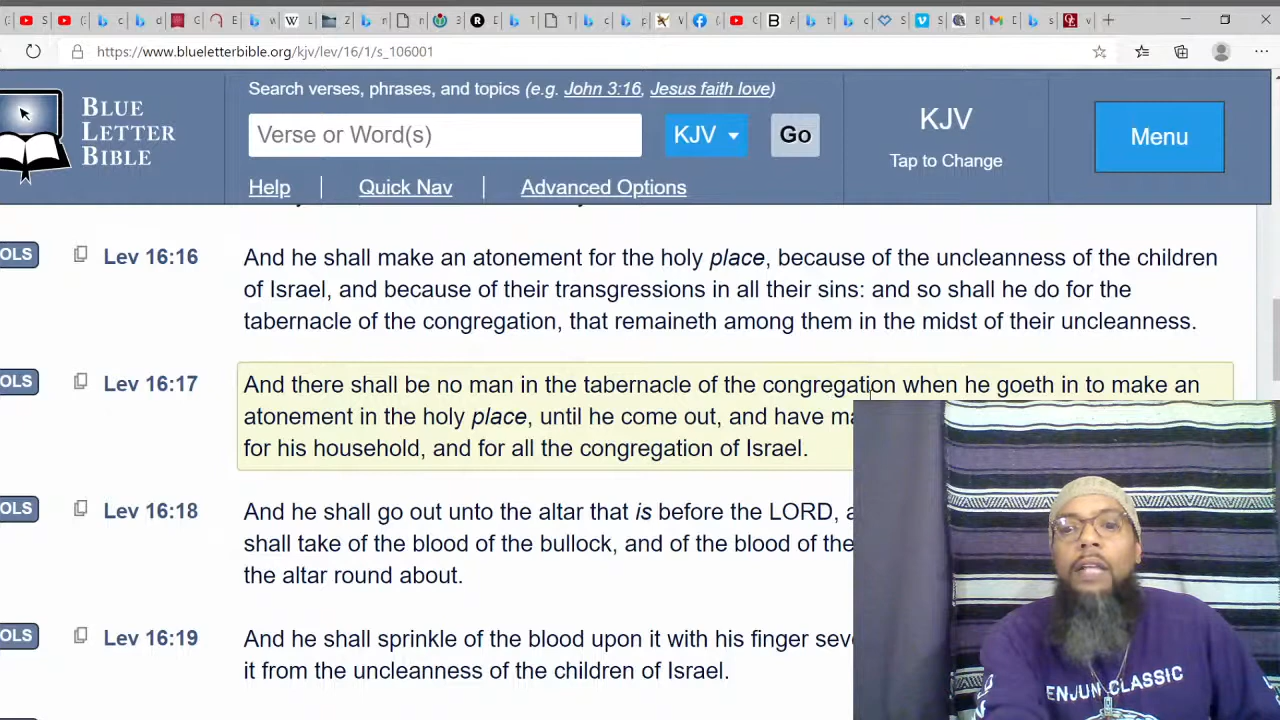 https://www.blueletterbible.org/kjv/lev/16/1/s_106001
BLUE
LETTER
BIBLE
Search verses, phrases, and topics (e.g. John 3:16, Jesus faith love)
Verse or Word(s)
KJV
Go
Help | Quick Nav | Advanced Options
KJV
Tap to Change
Menu
OLS Lev 16:16 And he shall make an atonement for the holy place, because of the uncleanness of the children
of Israel, and because of their transgressions in all their sins: and so shall he do for the
tabernacle of the congregation, that remaineth among them in the midst of their uncleanness.
OLS Lev 16:17 And there shall be no man in the tabernacle of the congregation when he goeth in to make an
atonement in the holy place, until he come out, and have ma
for his household, and for all the congregation of Israel.
OLS Lev 16:18 And he shall go out unto the altar that is before the LORD, a
shall take of the blood of the bullock, and of the blood of the
the altar round about.
OLS Lev 16:19 And he shall sprinkle of the blood upon it with his finger seve
it from the uncleanness of the children of Israel.
ENJUN CLASSIC